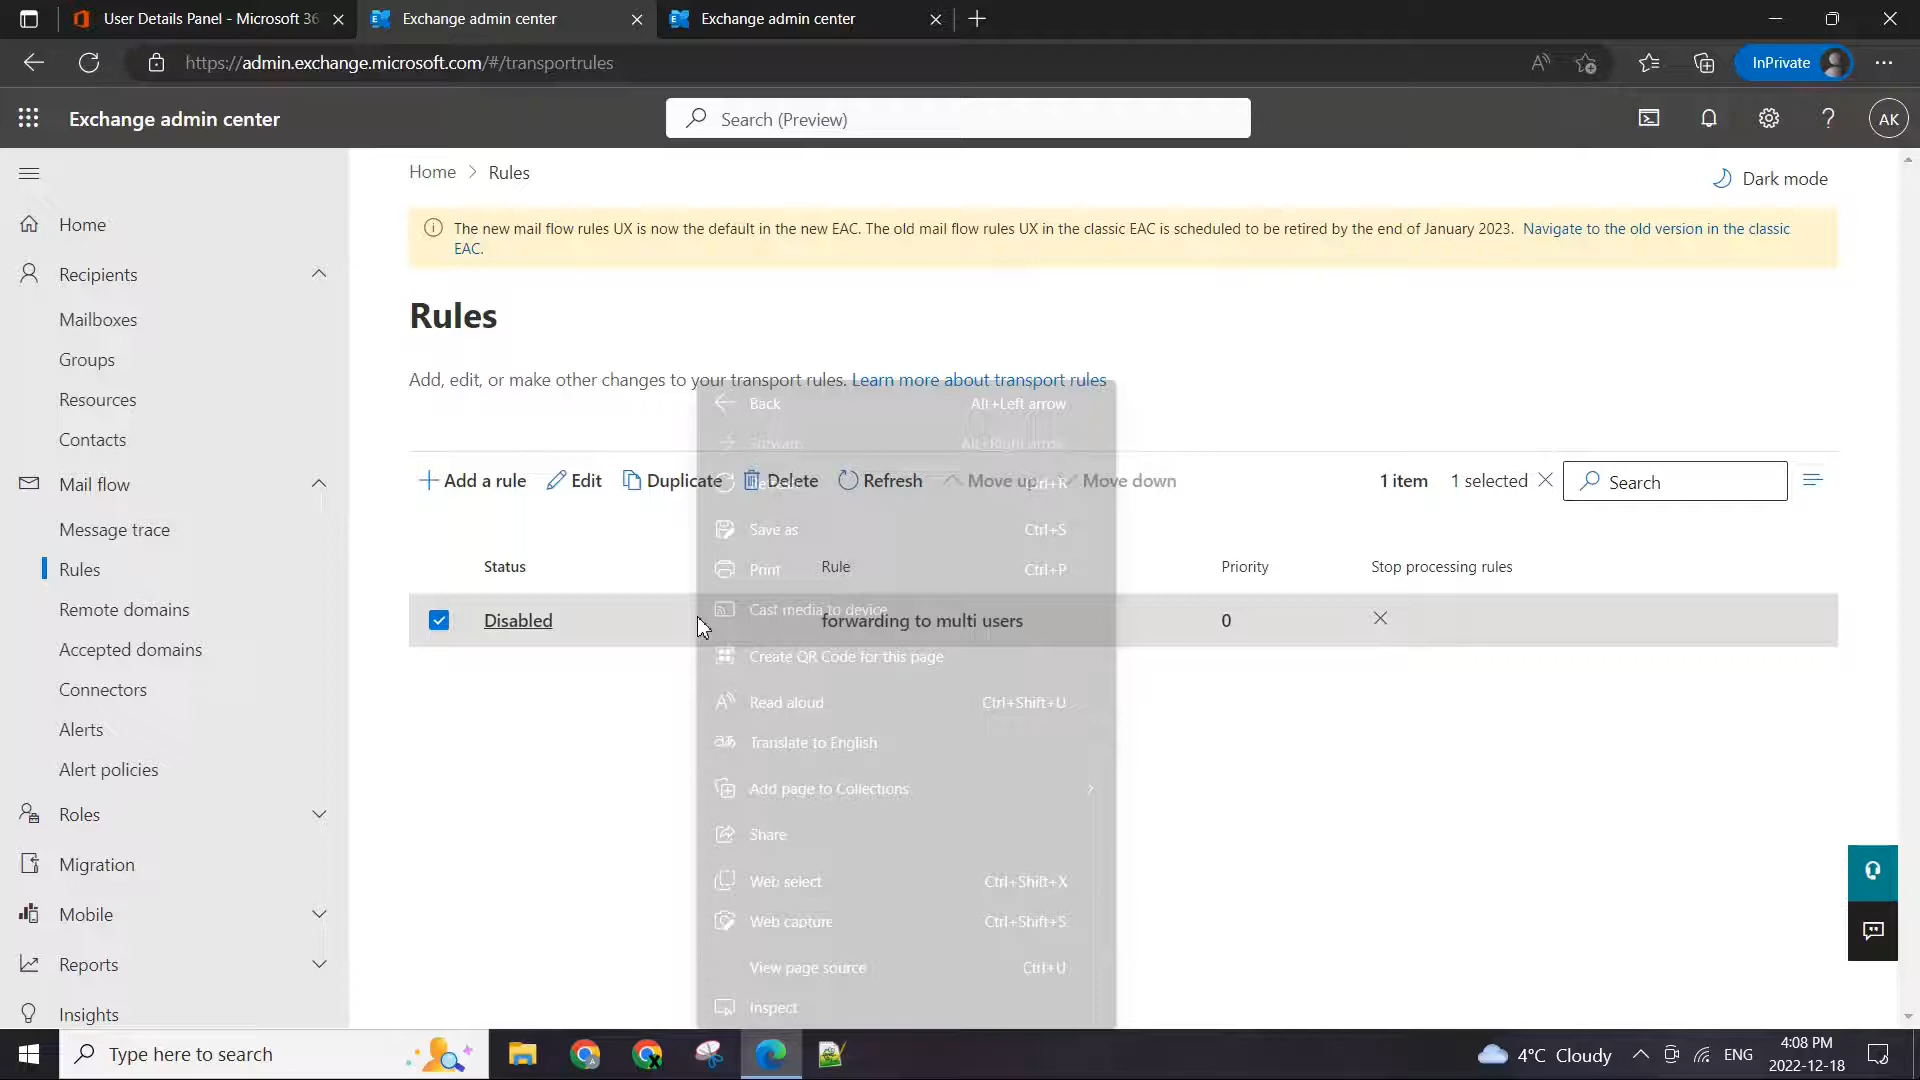 User Details Panel - Microsoft 36
Exchange admin center
Exchange admin center
https://admin.exchange.microsoft.com/#/transportrules
InPrivate
Exchange admin center
Search (Preview)
AK
Home > Rules
Dark mode
The new mail flow rules UX is now the default in the new EAC. The old mail flow rules UX in the classic EAC is scheduled to be retired by the end of January 2023. Navigate to the old version in the classic
EAC.
Home
Recipients
Mailboxes
Groups
Resources
Contacts
Mail flow
Message trace
Rules
Remote domains
Accepted domains
Connectors
Alerts
Alert policies
Roles
Migration
Mobile
Reports
Insights
Rules
Add, edit, or make other changes to your transport rules. Learn more about transport rules
Add a rule Edit Duplicate Delete Refresh Move up Move down
1 item 1 selected Search
Status Rule Priority Stop processing rules
Disabled forwarding to multi users 0
Back Alt+Left arrow
Forward Alt+Right arrow
Ctrl+R
Save as Ctrl+S
Print Ctrl+P
Cast media to device
Create QR Code for this page
Read aloud Ctrl+Shift+U
Translate to English
Add page to Collections
Share
Web select Ctrl+Shift+X
Web capture Ctrl+Shift+S
View page source Ctrl+U
Inspect
Type here to search
4°C Cloudy
ENG
4:08 PM
2022-12-18